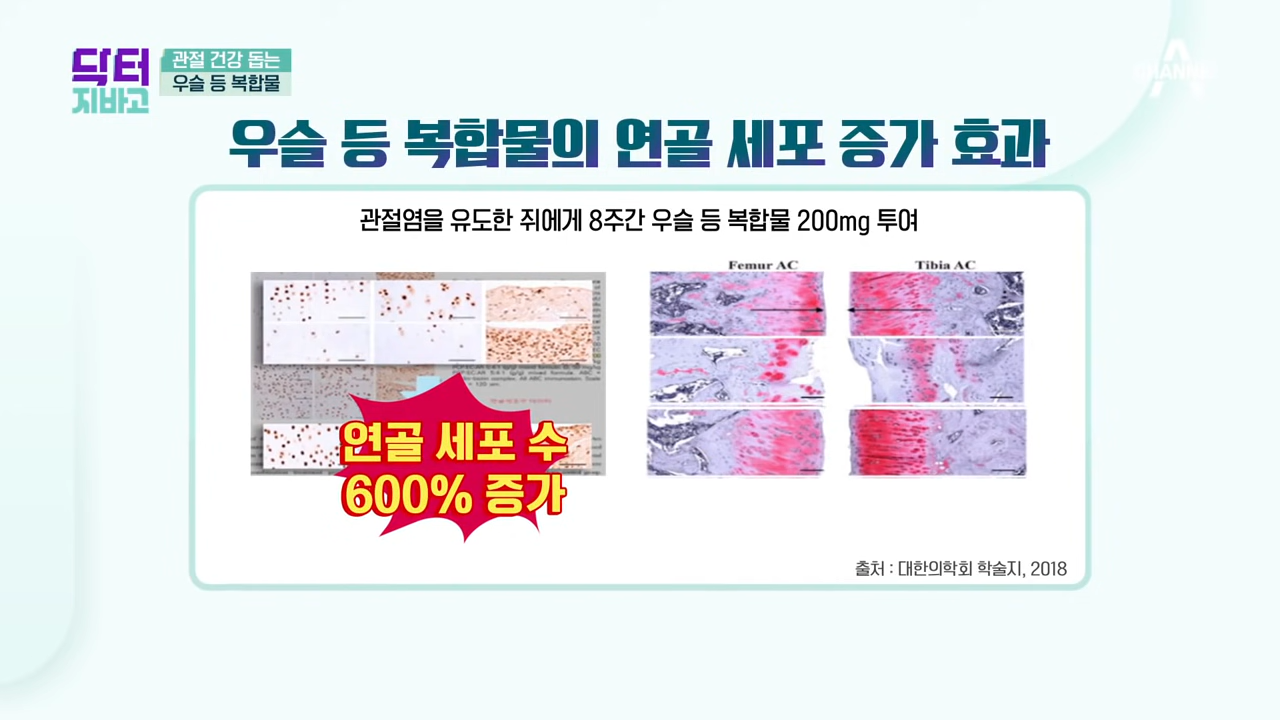 닥터
지바고
관절 건강 돕는
우슬 등 복합물
CHANNEL A
우슬 등 복합물의 연골 세포 증가 효과
관절염을 유도한 쥐에게 8주간 우슬 등 복합물 200mg 투여
Femur AC
Tibia AC
연골 세포 수
600% 증가
출처 : 대한의학회 학술지, 2018